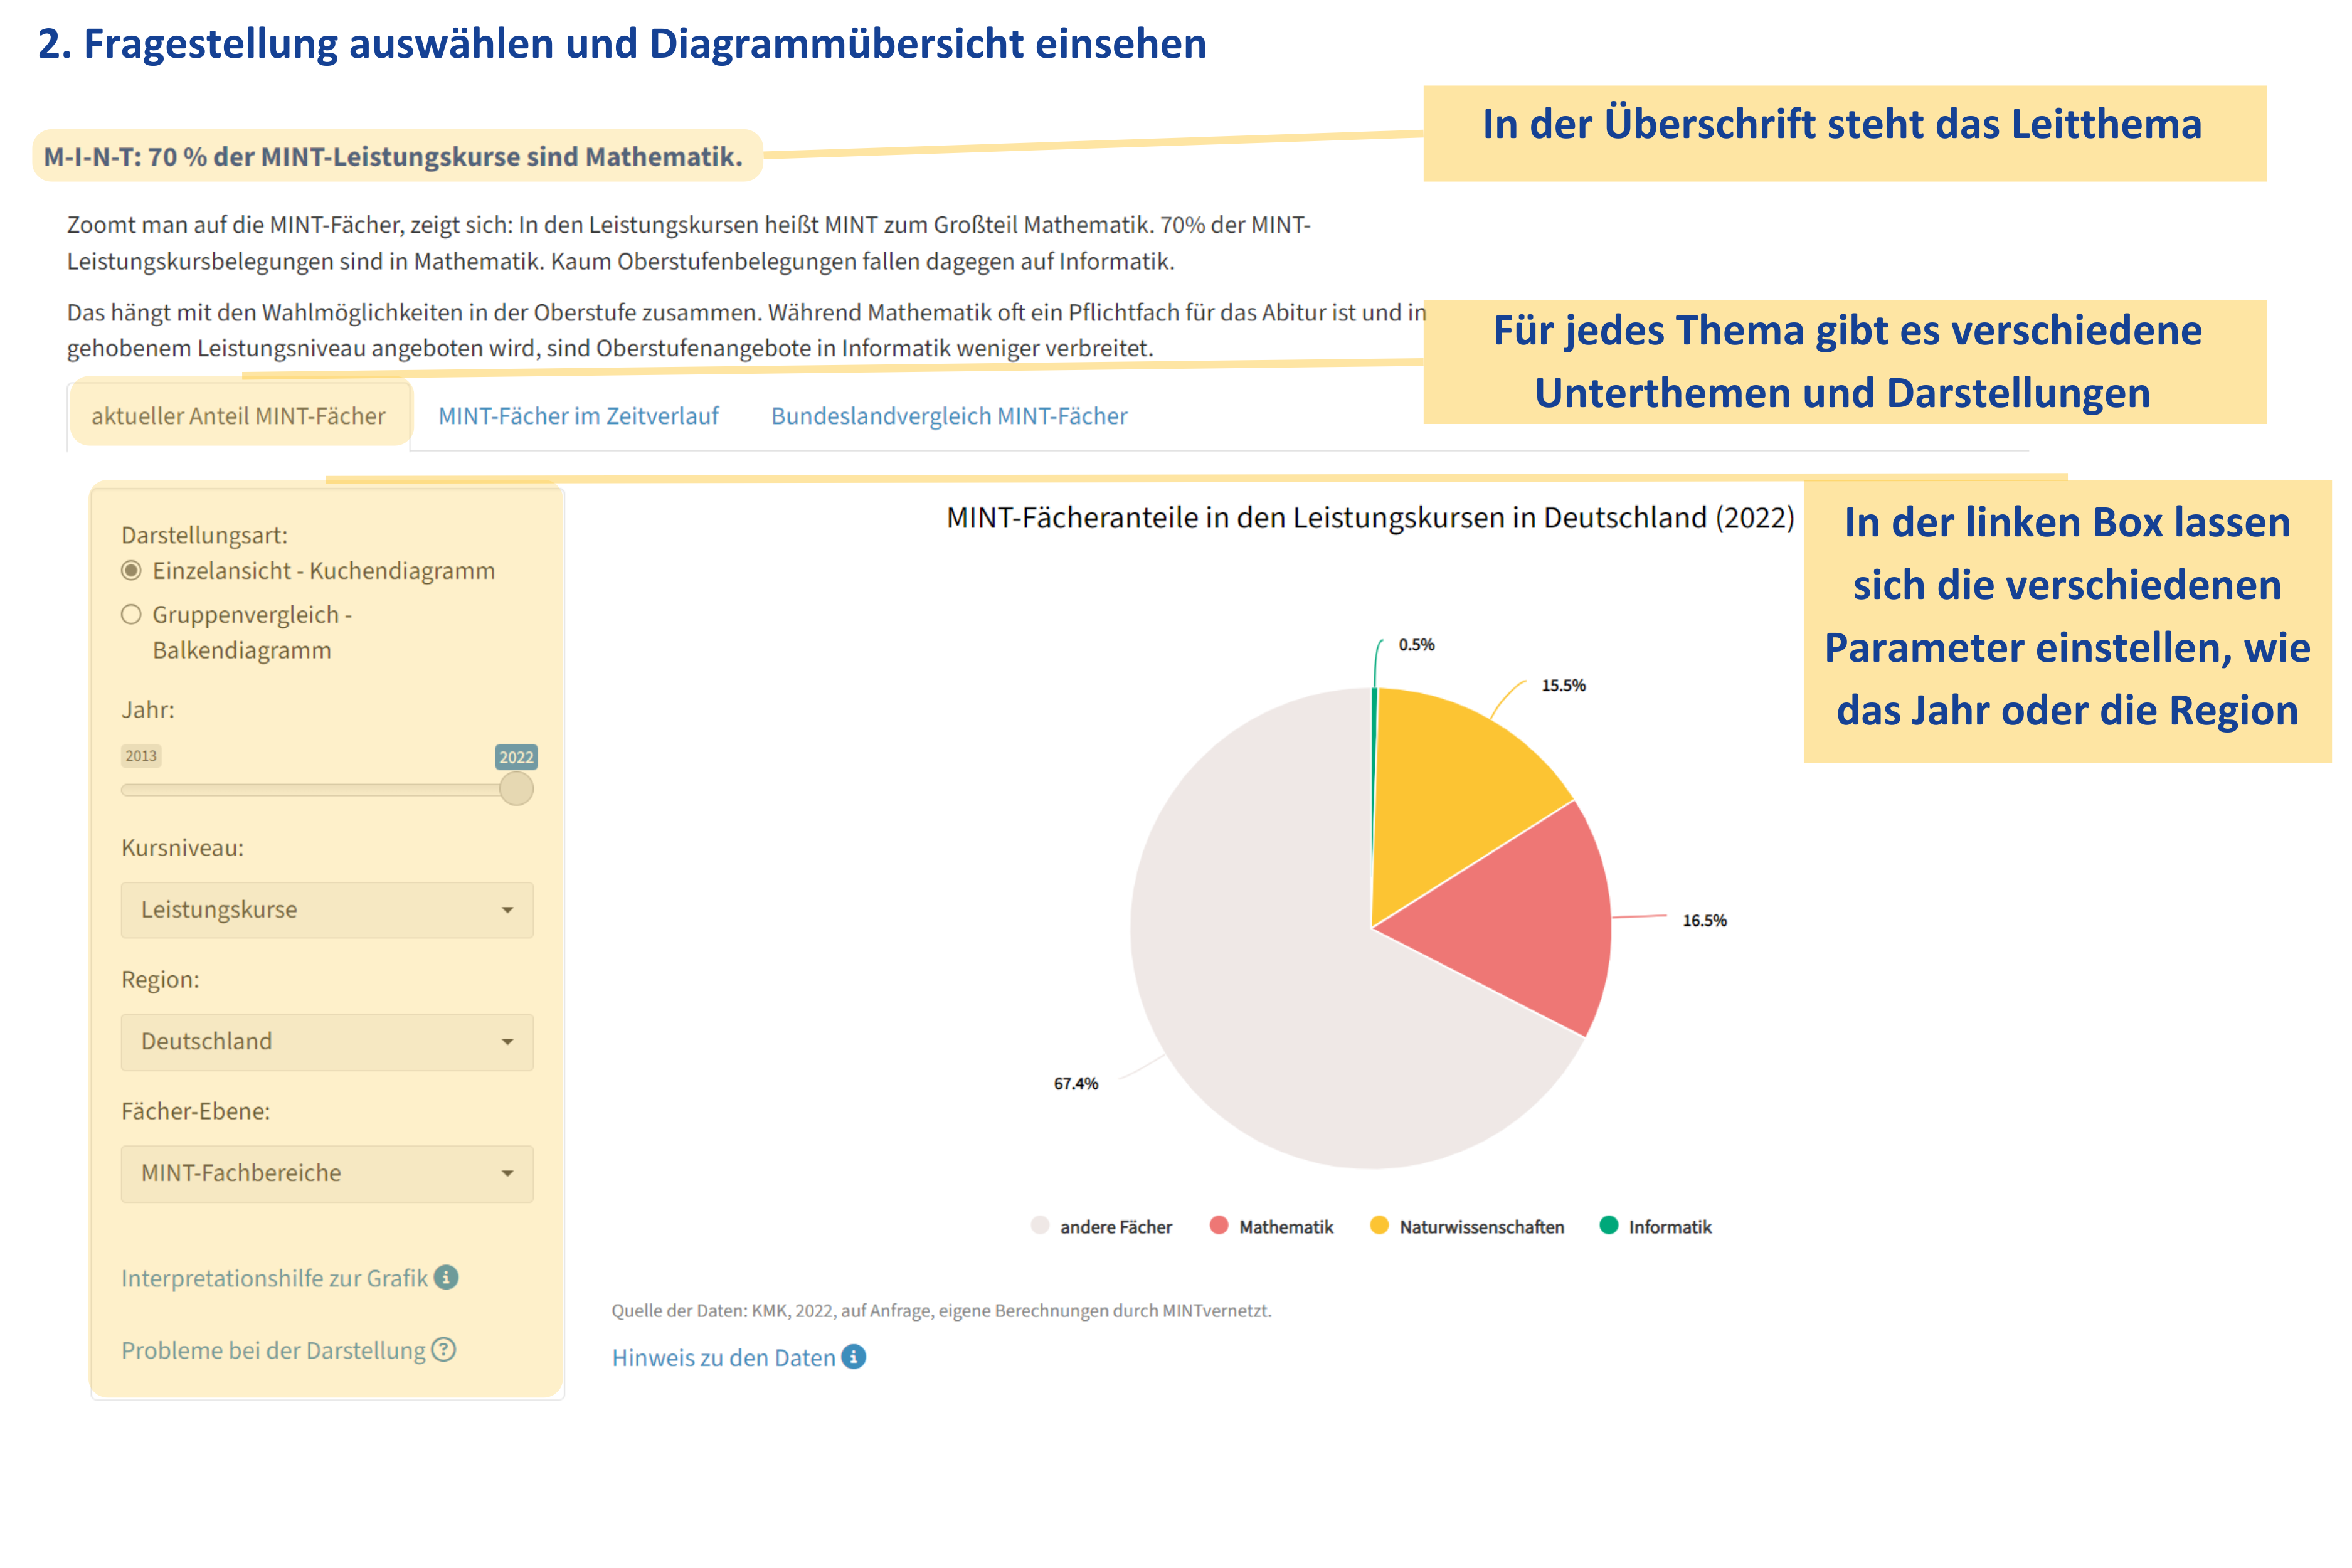 2. Fragestellung auswählen und Diagrammübersicht einsehen
In der Überschrift steht das Leitthema
M-I-N-T: 70 % der MINT-Leistungskurse sind Mathematik.
Zoomt man auf die MINT-Fächer, zeigt sich: In den Leistungskursen heißt MINT zum Großteil Mathematik. 70% der MINT-
Leistungskursbelegungen sind in Mathematik. Kaum Oberstufenbelegungen fallen dagegen auf Informatik.
Das hängt mit den Wahlmöglichkeiten in der Oberstufe zusammen. Während Mathematik oft ein Pflichtfach für das Abitur ist und in
gehobenem Leistungsniveau angeboten wird, sind Oberstufenangebote in Informatik weniger verbreitet.
Für jedes Thema gibt es verschiedene
Unterthemen und Darstellungen
aktueller Anteil MINT-Fächer
MINT-Fächer im Zeitverlauf
Bundeslandvergleich MINT-Fächer
In der linken Box lassen
sich die verschiedenen
Parameter einstellen, wie
das Jahr oder die Region
Darstellungsart:
Einzelansicht - Kuchendiagramm
Gruppenvergleich -
Balkendiagramm
Jahr:
2013
2022
Kursniveau:
Leistungskurse
Region:
Deutschland
Fächer-Ebene:
MINT-Fachbereiche
Interpretationshilfe zur Grafik
Probleme bei der Darstellung
MINT-Fächeranteile in den Leistungskursen in Deutschland (2022)
0.5%
15.5%
16.5%
67.4%
andere Fächer
Mathematik
Naturwissenschaften
Informatik
Quelle der Daten: KMK, 2022, auf Anfrage, eigene Berechnungen durch MINTvernetzt.
Hinweis zu den Daten